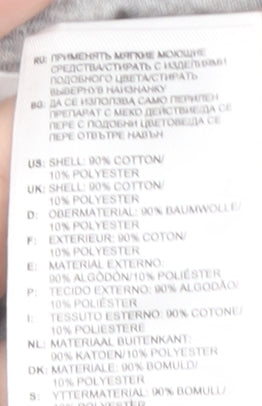 RU: ПРИМЕНЯТЬ МЯГКИЕ МОЮЩИЕ
СРЕДСТВА/СТИРАТЬ С ИЗДЕЛИЯМИ
ПОДОБНОГО ЦВЕТА/СТИРАТЬ
ВЫВЕРНУВ НАИЗНАНКУ
BG: ДА СЕ ИЗПОЛЗВА САМО ПЕРИЛЕН
ПРЕПАРАТ С МЕКО ДЕЙСТВИЕ/ДА СЕ
ПЕРЕ С ПОДОБНИ ЦВЕТОВЕ/ДА СЕ
ПЕРЕ ОТВЪТРЕ НАВЪН
US: SHELL: 90% COTTON/
10% POLYESTER
UK: SHELL: 90% COTTON/
10% POLYESTER
D: OBERMATERIAL: 90% BAUMWOLLE/
10% POLYESTER
F: EXTERIEUR: 90% COTON/
10% POLYESTER
E: MATERIAL EXTERNO:
90% ALGODÓN/10% POLIÉSTER
P: TECIDO EXTERNO: 90% ALGODÃO/
10% POLIÉSTER
I: TESSUTO ESTERNO: 90% COTONE/
10% POLIESTERE
NL: MATERIAAL BUITENKANT:
90% KATOEN/10% POLYESTER
DK: MATERIALE: 90% BOMULD/
10% POLYESTER
S: YTTERMATERIAL: 90% BOMULL/
10% POLYESTER